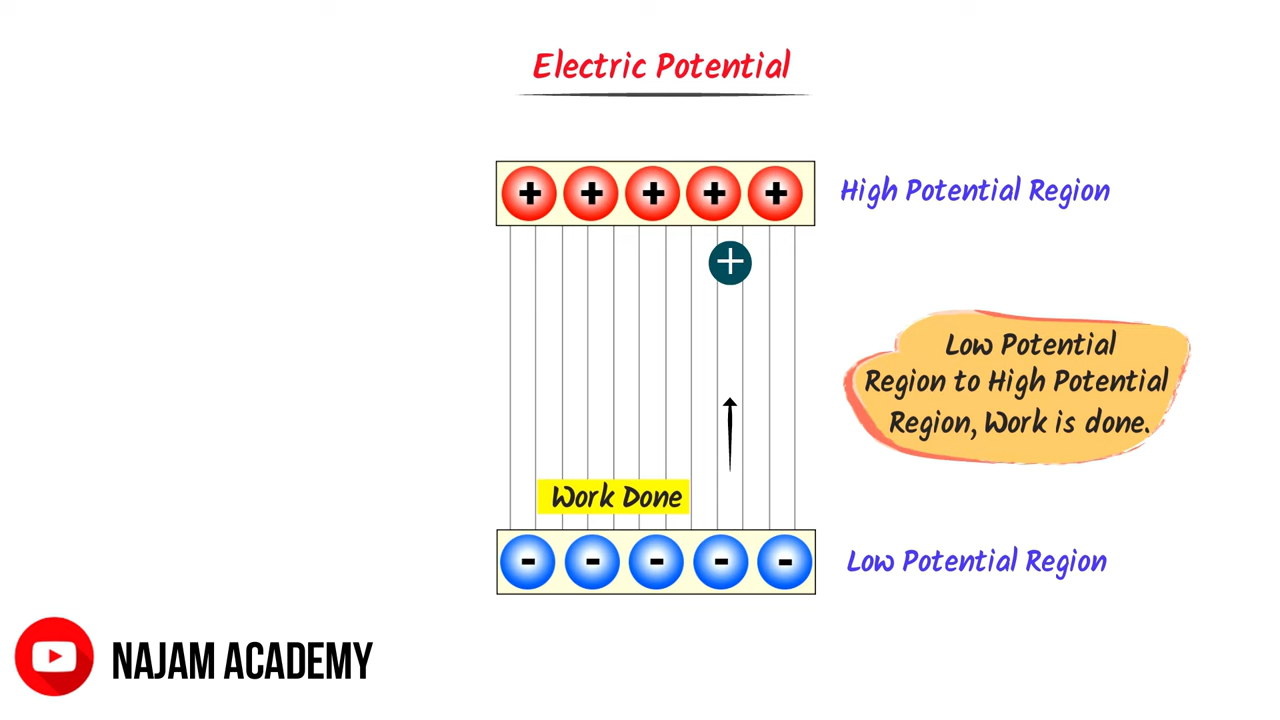 Electric Potential
+ + + + +
High Potential Region
+
Low Potential
Region to High Potential
Region, Work is done.
Work Done
- - - - -
Low Potential Region
NAJAM ACADEMY